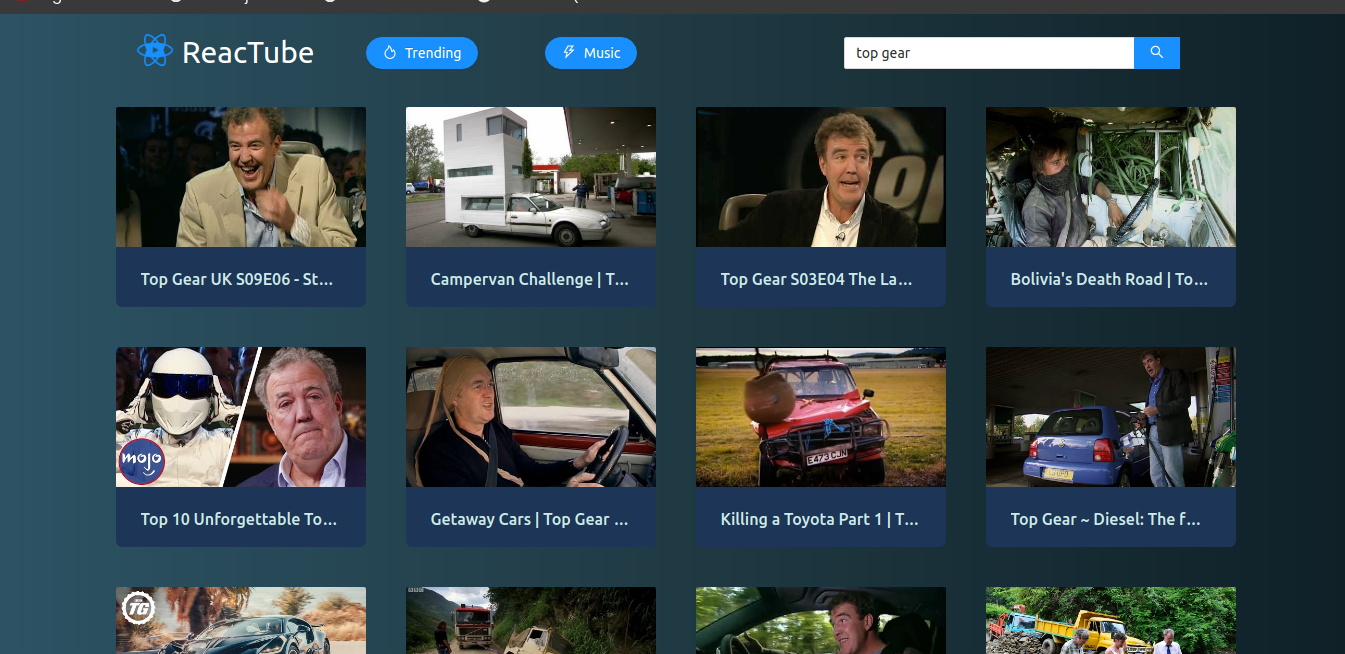 ReacTube
Trending
Music
top gear
Top Gear UK S09E06 - St...
Campervan Challenge | T...
Top Gear S03E04 The La...
Bolivia's Death Road | To...
mojo
E473 CJN
Top 10 Unforgettable To...
Getaway Cars | Top Gear ...
Killing a Toyota Part 1 | T...
Top Gear ~ Diesel: The f...
TG
BBC